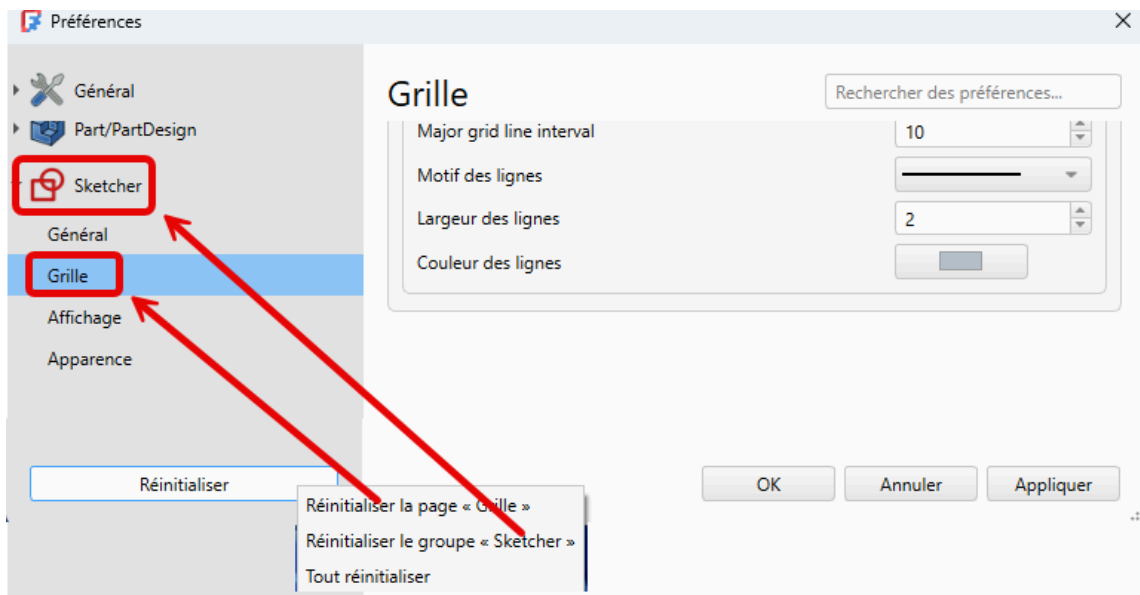 Préférences
Général
Part/PartDesign
Sketcher
Général
Grille
Affichage
Apparence
Réinitialiser
Grille
Rechercher des préférences...
Major grid line interval 10
Motif des lignes
Largeur des lignes 2
Couleur des lignes
OK Annuler Appliquer
Réinitialiser la page « Grille »
Réinitialiser le groupe « Sketcher »
Tout réinitialiser